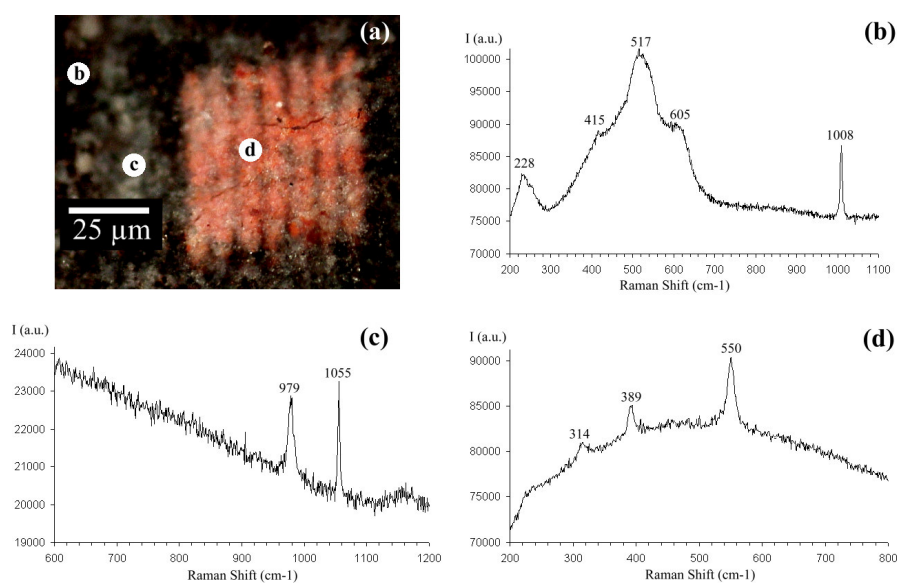 (a)
b
c
d
25 µm
(b)
I (a.u.)
100000
95000
90000
85000
80000
75000
70000
228
415
517
605
1008
200 300 400 500 600 700 800 900 1000 1100
Raman Shift (cm-1)
(c)
I (a.u.)
24000
23000
22000
21000
20000
19000
979
1055
600 700 800 900 1000 1100 1200
Raman Shift (cm-1)
(d)
I (a.u.)
90000
85000
80000
75000
70000
314
389
550
200 300 400 500 600 700 800
Raman Shift (cm-1)